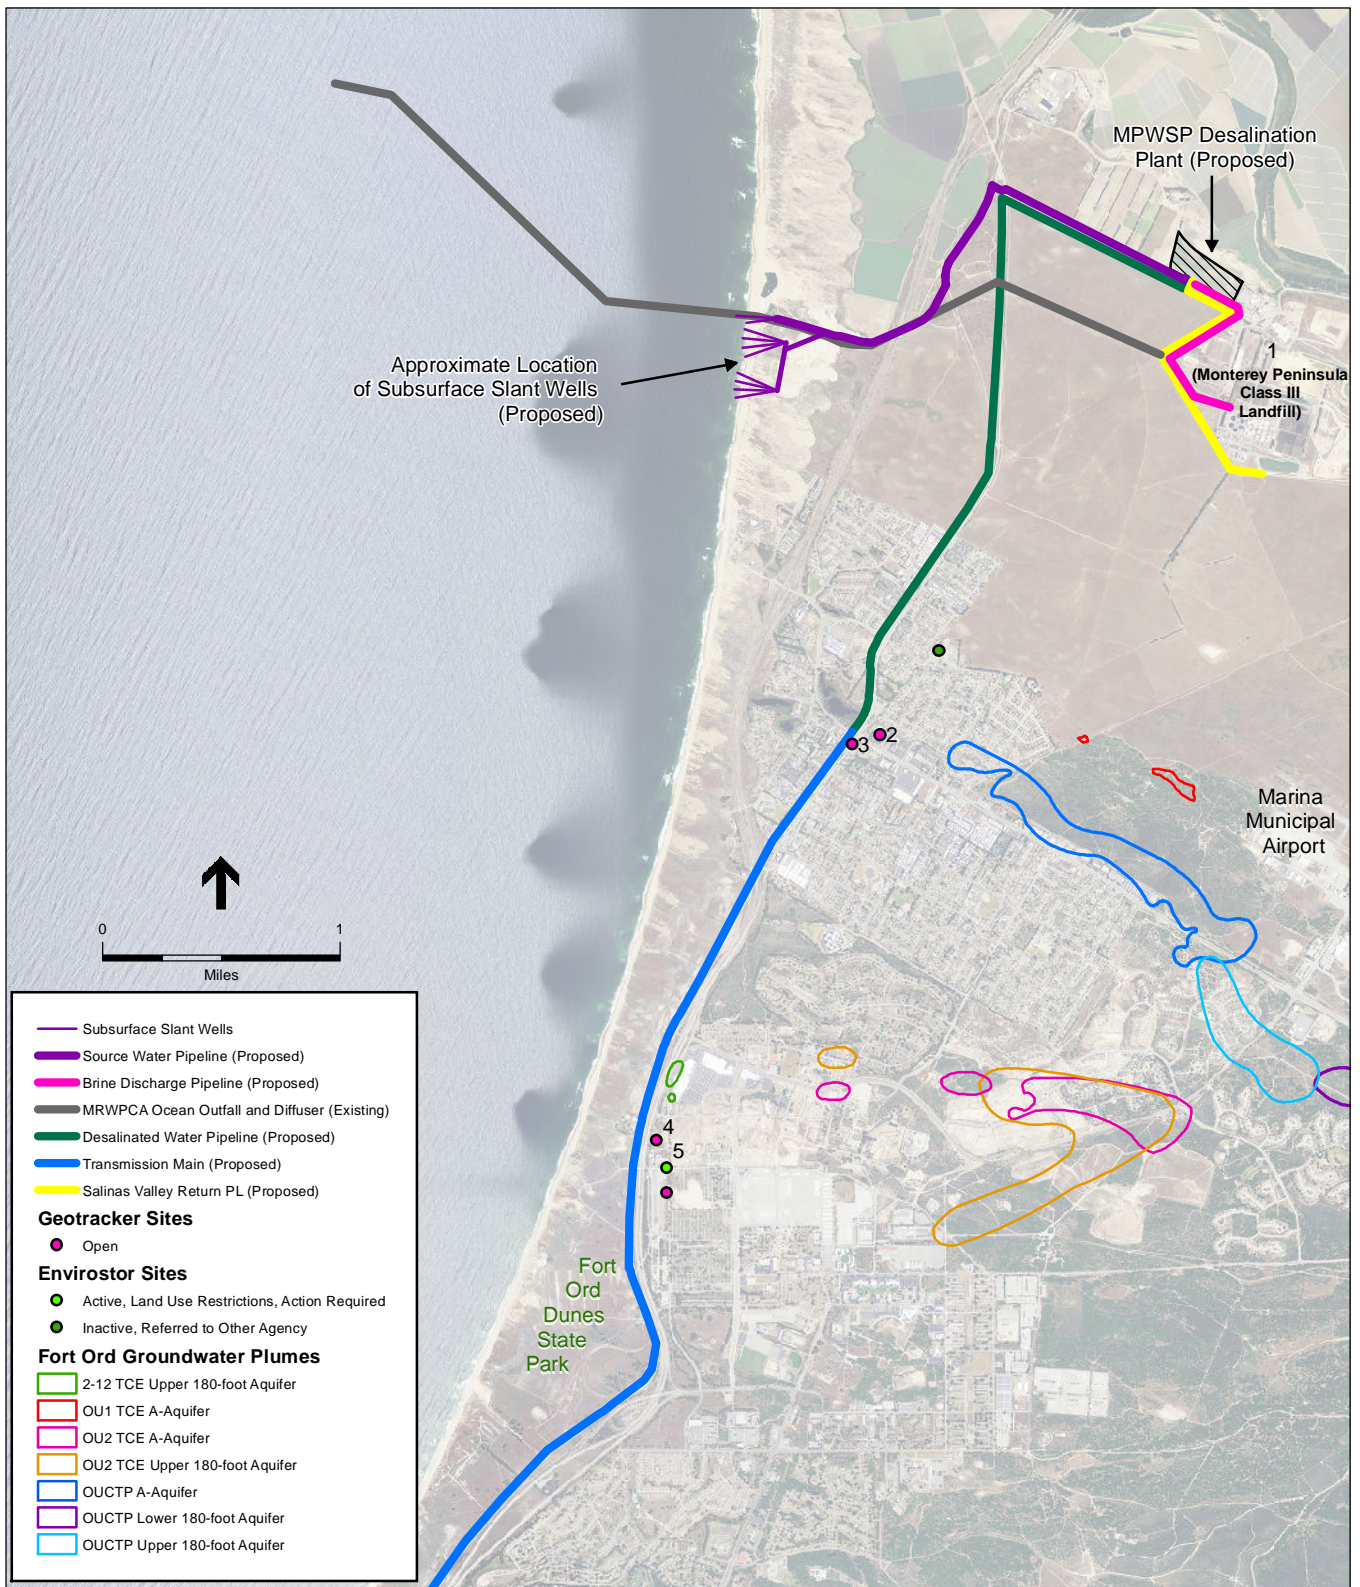 MPWSP Desalination
Plant (Proposed)
Approximate Location
of Subsurface Slant Wells
(Proposed)
1
(Monterey Peninsula
Class III
Landfill)
2
3
Marina
Municipal
Airport
0 1
Miles
4
5
Fort
Ord
Dunes
State
Park
Subsurface Slant Wells
Source Water Pipeline (Proposed)
Brine Discharge Pipeline (Proposed)
MRWPCA Ocean Outfall and Diffuser (Existing)
Desalinated Water Pipeline (Proposed)
Transmission Main (Proposed)
Salinas Valley Return PL (Proposed)
Geotracker Sites
Open
Envirostor Sites
Active, Land Use Restrictions, Action Required
Inactive, Referred to Other Agency
Fort Ord Groundwater Plumes
2-12 TCE Upper 180-foot Aquifer
OU1 TCE A-Aquifer
OU2 TCE A-Aquifer
OU2 TCE Upper 180-foot Aquifer
OUCTP A-Aquifer
OUCTP Lower 180-foot Aquifer
OUCTP Upper 180-foot Aquifer